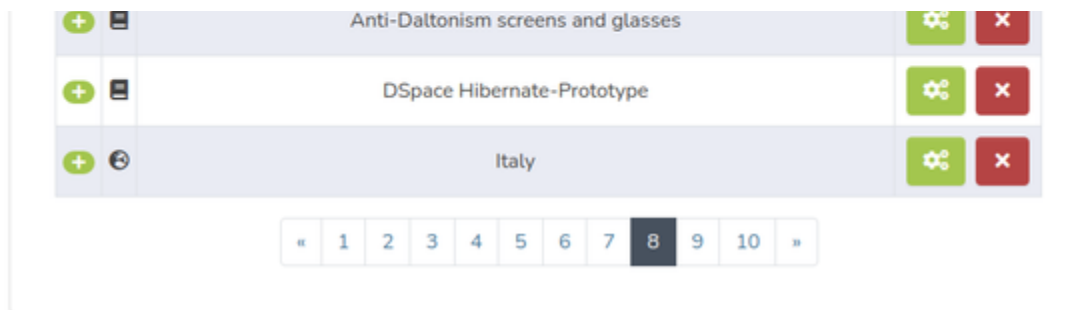 Anti-Daltonism screens and glasses
DSpace Hibernate-Prototype
Italy
« 1 2 3 4 5 6 7 8 9 10 »